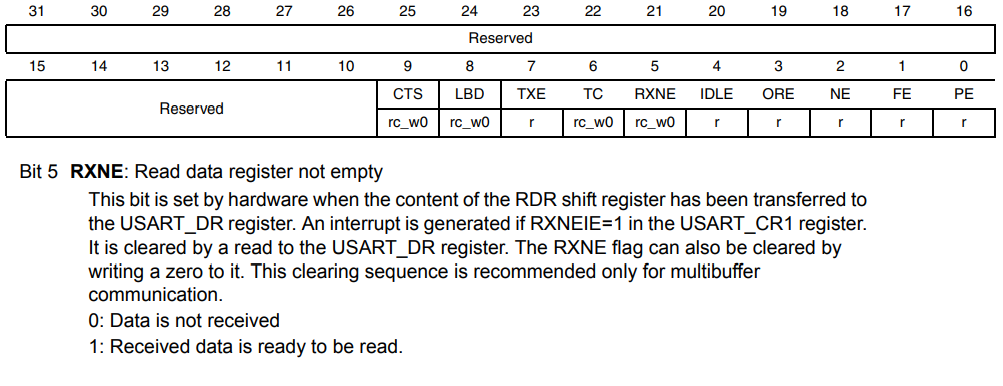 31 30 29 28 27 26 25 24 23 22 21 20 19 18 17 16
Reserved
15 14 13 12 11 10 9 8 7 6 5 4 3 2 1 0
Reserved CTS LBD TXE TC RXNE IDLE ORE NE FE PE
rc_w0 rc_w0 r rc_w0 rc_w0 r r r r r
Bit 5 RXNE: Read data register not empty
This bit is set by hardware when the content of the RDR shift register has been transferred to
the USART_DR register. An interrupt is generated if RXNEIE=1 in the USART_CR1 register.
It is cleared by a read to the USART_DR register. The RXNE flag can also be cleared by
writing a zero to it. This clearing sequence is recommended only for multibuffer
communication.
0: Data is not received
1: Received data is ready to be read.